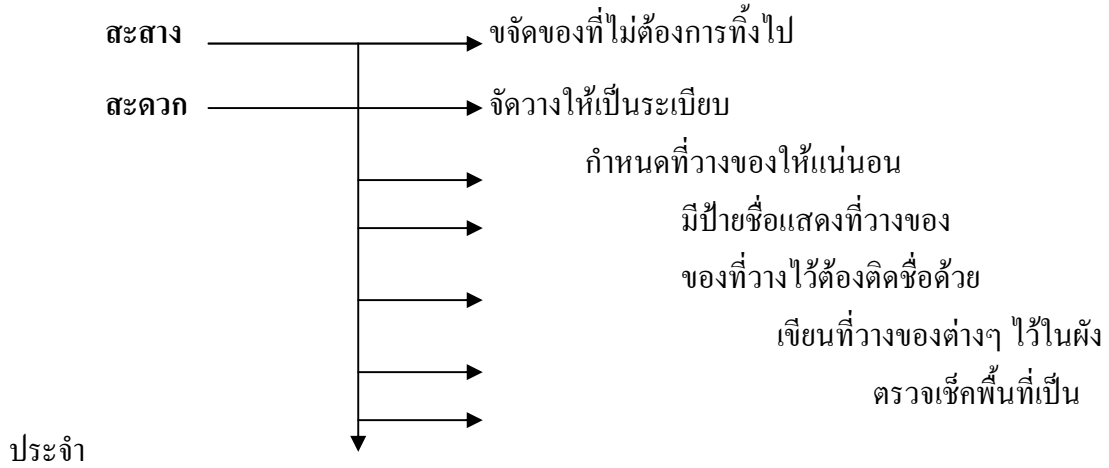 สะสาง ขจัดของที่ไม่ต้องการทิ้งไป
สะดวก จัดวางให้เป็นระเบียบ
กำหนดที่วางของให้แน่นอน
มีป้ายชื่อแสดงที่วางของ
ของที่วางไว้ต้องติดชื่อด้วย
เขียนที่วางของต่างๆ ไว้ในผัง
ตรวจเช็คพื้นที่เป็น
ประจำ